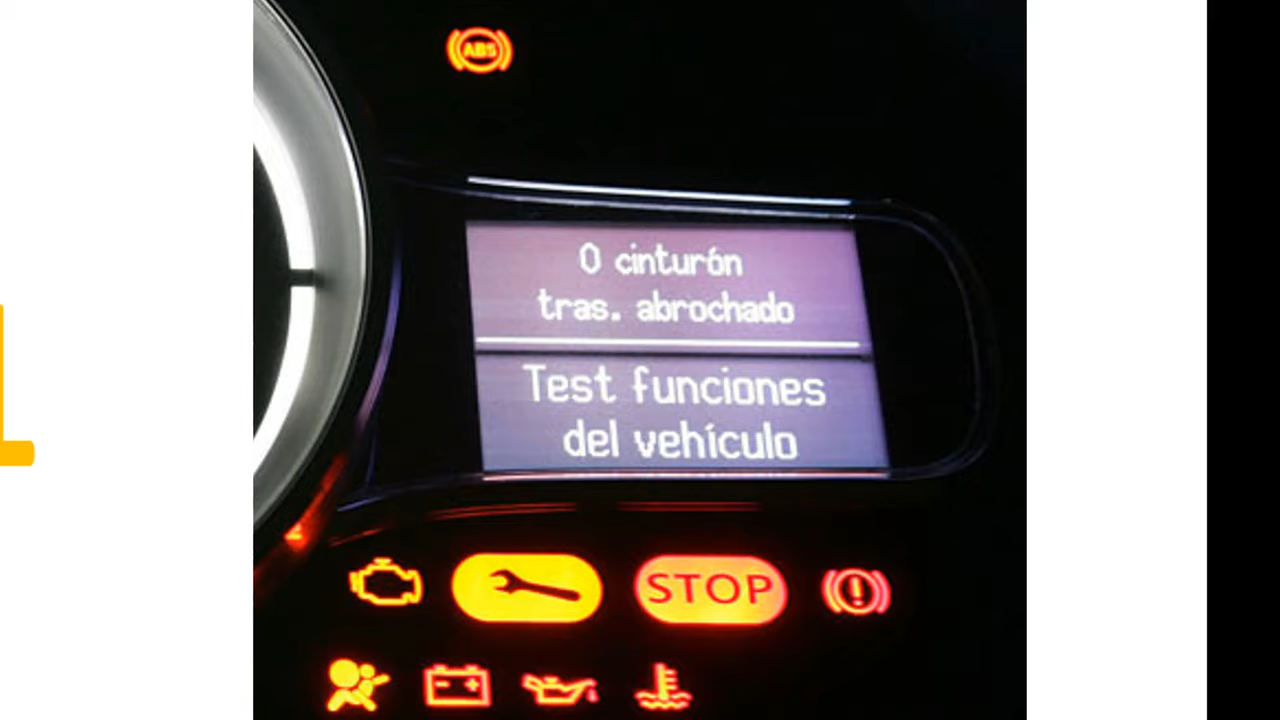 ABS
0 cinturón
tras. abrochado
Test funciones
del vehículo
STOP